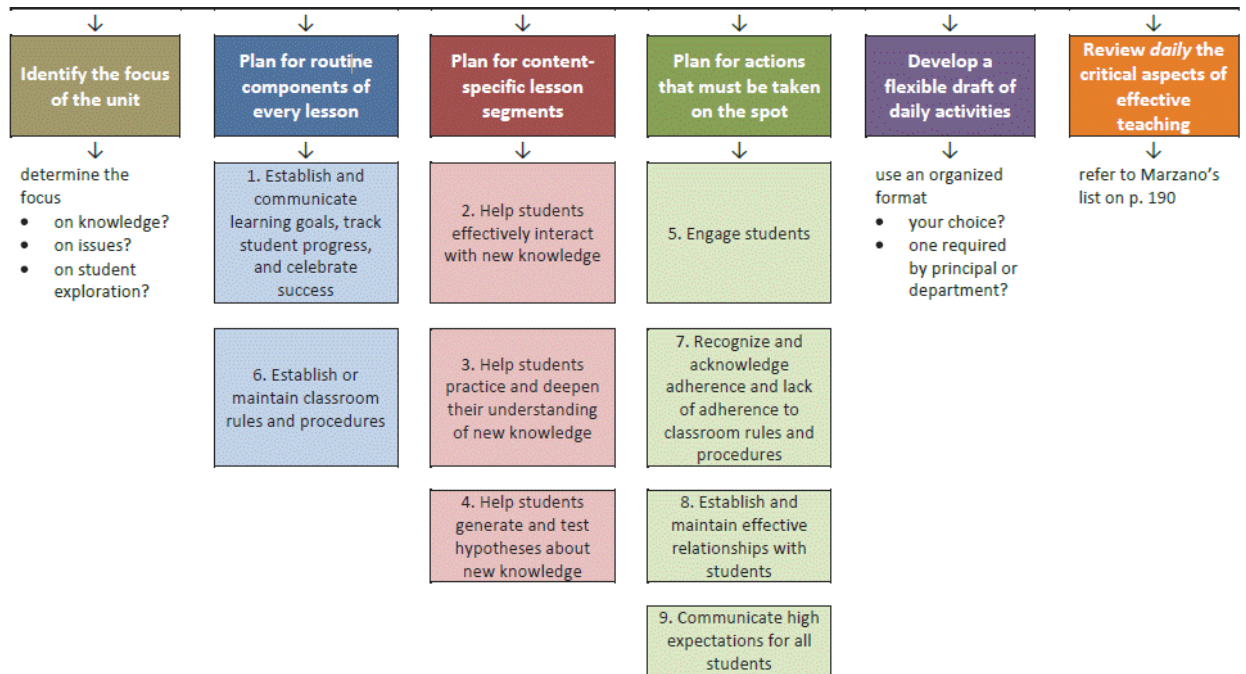 Identify the focus
of the unit
Plan for routine
components of
every lesson
Plan for content-
specific lesson
segments
Plan for actions
that must be taken
on the spot
Develop a
flexible draft of
daily activities
Review daily the
critical aspects of
effective
teaching
determine the
focus
• on knowledge?
• on issues?
• on student
exploration?
1. Establish and
communicate
learning goals, track
student progress,
and celebrate
success
6. Establish or
maintain classroom
rules and procedures
2. Help students
effectively interact
with new knowledge
3. Help students
practice and deepen
their understanding
of new knowledge
4. Help students
generate and test
hypotheses about
new knowledge
5. Engage students
7. Recognize and
acknowledge
adherence and lack
of adherence to
classroom rules and
procedures
8. Establish and
maintain effective
relationships with
students
9. Communicate high
expectations for all
students
use an organized
format
• your choice?
• one required
by principal or
department?
refer to Marzano's
list on p. 190